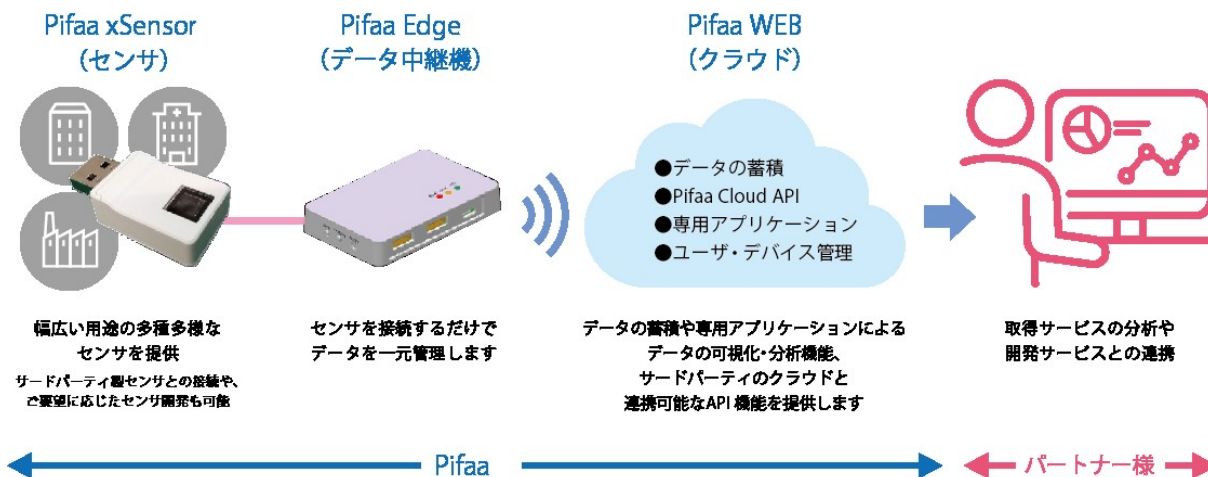 Pifaa xSensor
（センサ）
Pifaa Edge
（データ中継機）
Pifaa WEB
（クラウド）
●データの蓄積
●Pifaa Cloud API
●専用アプリケーション
●ユーザ・デバイス管理
幅広い用途の多種多様な
センサを提供
サードパーティ製センサとの接続や、
ご要望に応じたセンサ開発も可能
センサを接続するだけで
データを一元管理します
データの蓄積や専用アプリケーションによる
データの可視化・分析機能、
サードパーティのクラウドと
連携可能なAPI機能を提供します
取得サービスの分析や
開発サービスとの連携
Pifaa
パートナー様